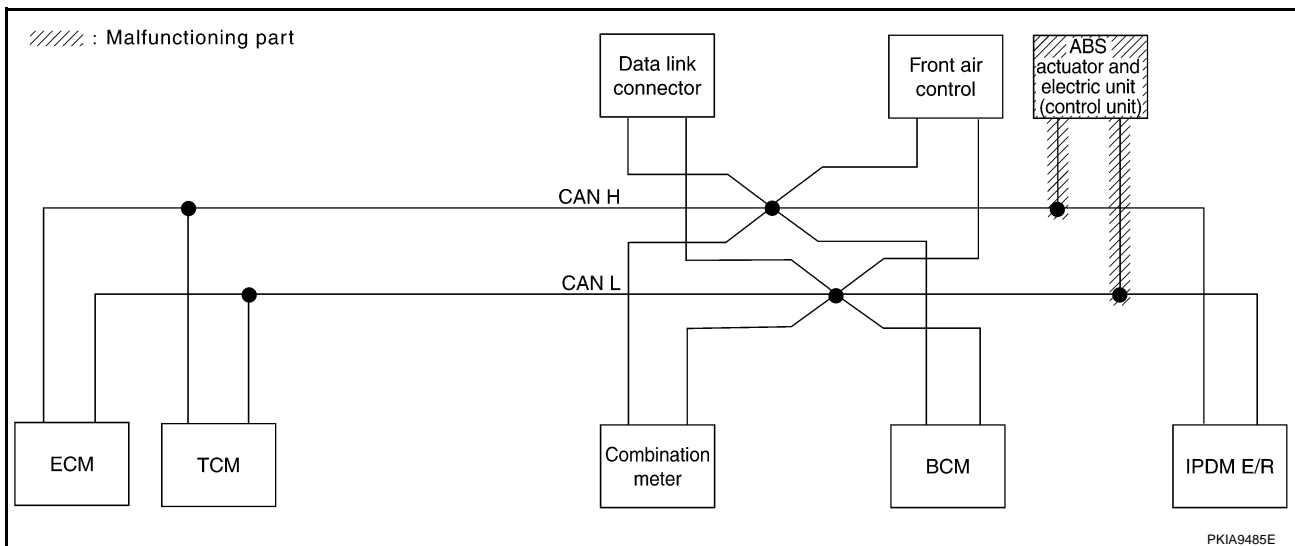 : Malfunctioning part
Data link
connector
Front air
control
ABS
actuator and
electric unit
(control unit)
CAN H
CAN L
ECM
TCM
Combination
meter
BCM
IPDM E/R
PKIA9485E